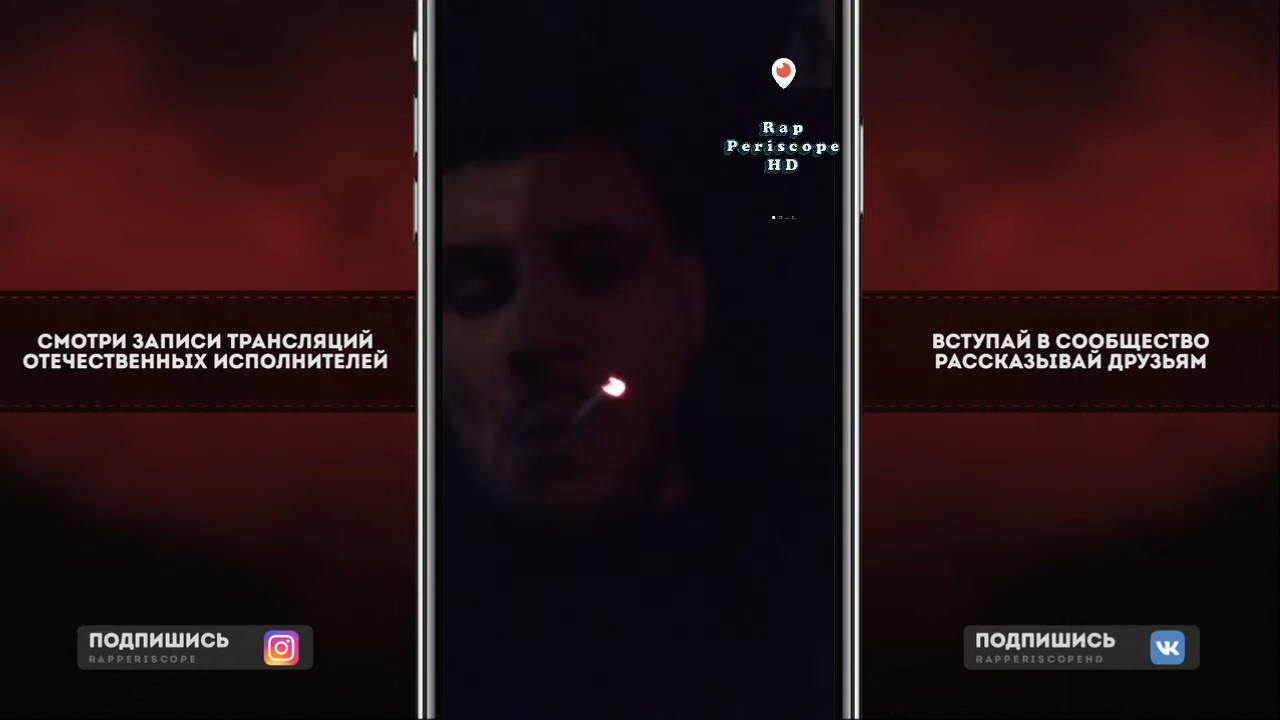 Rap
Periscope
HD
СМОТРИ ЗАПИСИ ТРАНСЛЯЦИЙ
ОТЕЧЕСТВЕННЫХ ИСПОЛНИТЕЛЕЙ
ВСТУПАЙ В СООБЩЕСТВО
РАССКАЗЫВАЙ ДРУЗЬЯМ
ПОДПИШИСЬ
RAPPERISCOPE
ПОДПИШИСЬ
RAPPERISCOPEHD